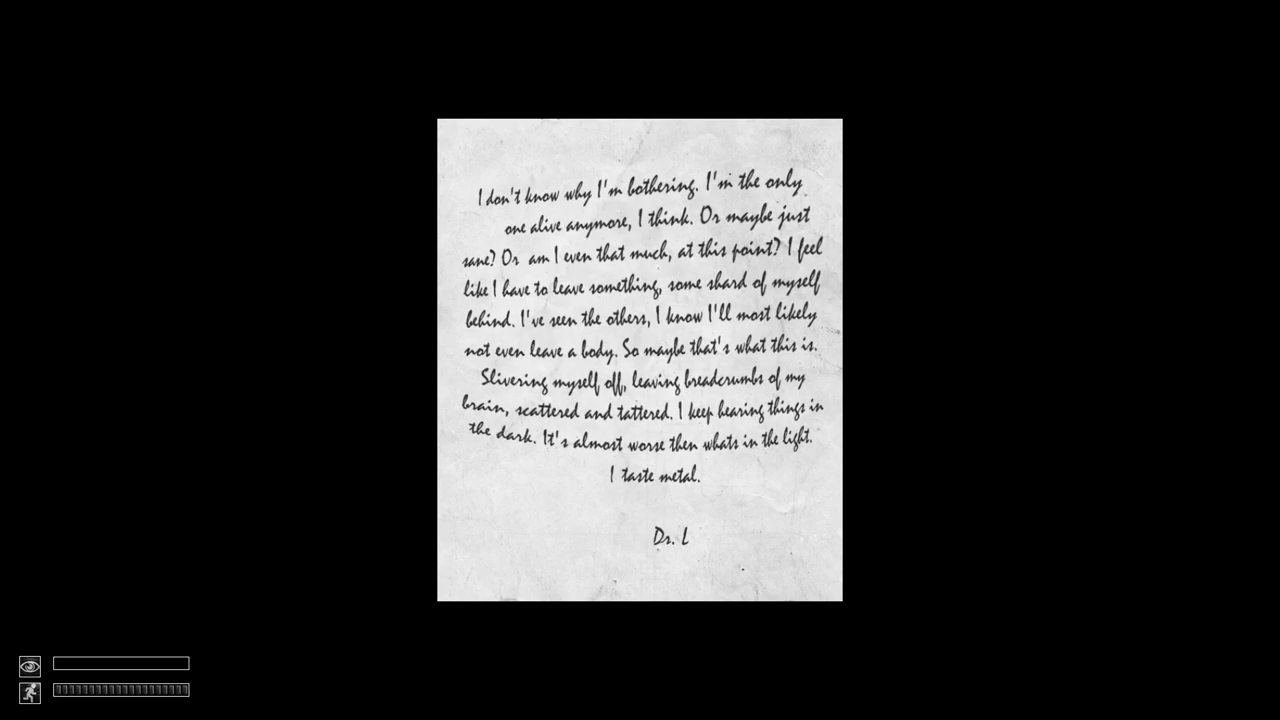 I don't know why I'm bothering. I'm the only
one alive anymore, I think. Or maybe just
sane? Or am I even that much, at this point? I feel
like I have to leave something, some shard of myself
behind. I've seen the others, I know I'll most likely
not even leave a body. So maybe that's what this is.
Slivering myself off, leaving breadcrumbs of my
brain, scattered and tattered. I keep hearing things in
the dark. It's almost worse then whats in the light.
I taste metal.
Dr. L